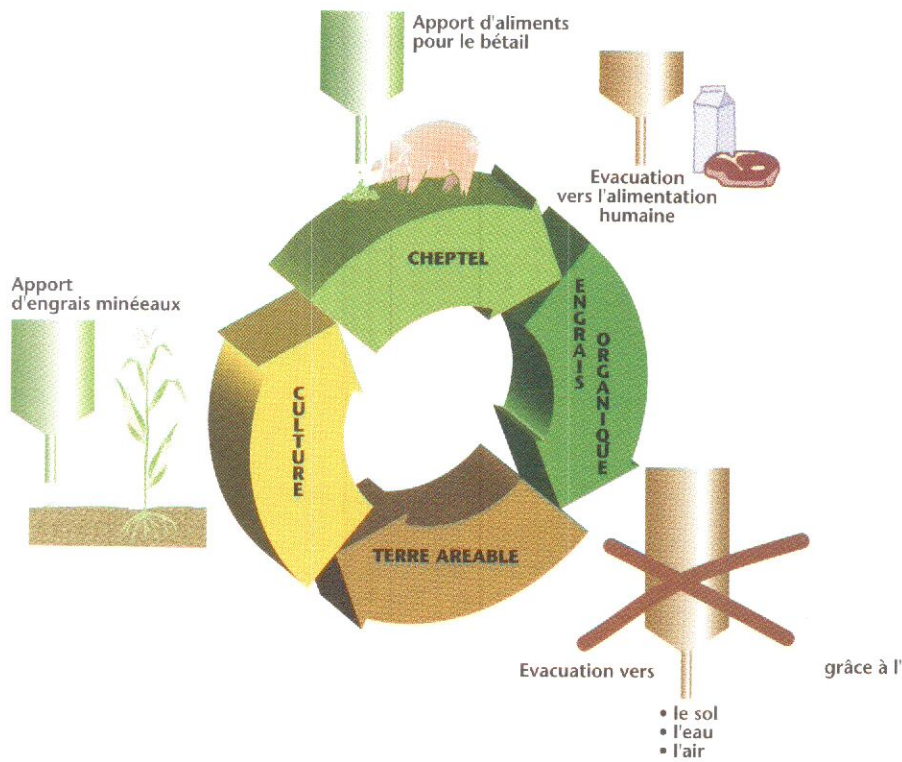 Apport d'aliments
pour le bétail
Evacuation
vers l'alimentation
humaine
CHEPTEL
Apport
d'engrais minéeaux
ENGRAIS
ORGANIQUE
CULTURE
TERRE AREABLE
Evacuation vers
grâce à l'
• le sol
• l'eau
• l'air